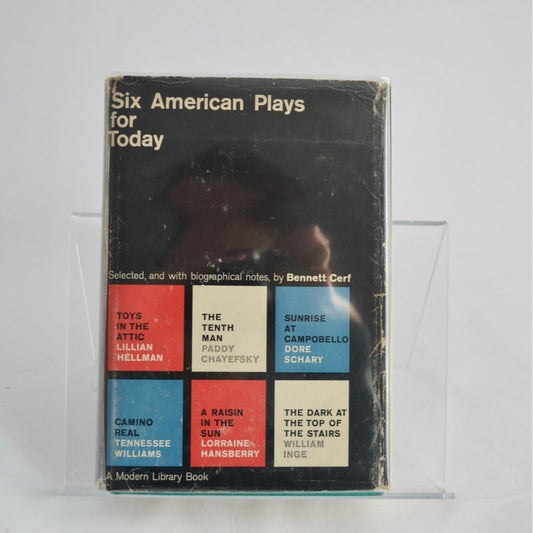 Six American Plays
for
Today
Selected, and with biographical notes, by Bennett Cerf
TOYS
IN THE
ATTIC
LILLIAN
HELLMAN
THE
TENTH
MAN
PADDY
CHAYEFSKY
SUNRISE
AT
CAMPOBELLO
DORE
SCHARY
CAMINO
REAL
TENNESSEE
WILLIAMS
A RAISIN
IN THE
SUN
LORRAINE
HANSBERRY
THE DARK AT
THE TOP OF
THE STAIRS
WILLIAM
INGE
A Modern Library Book